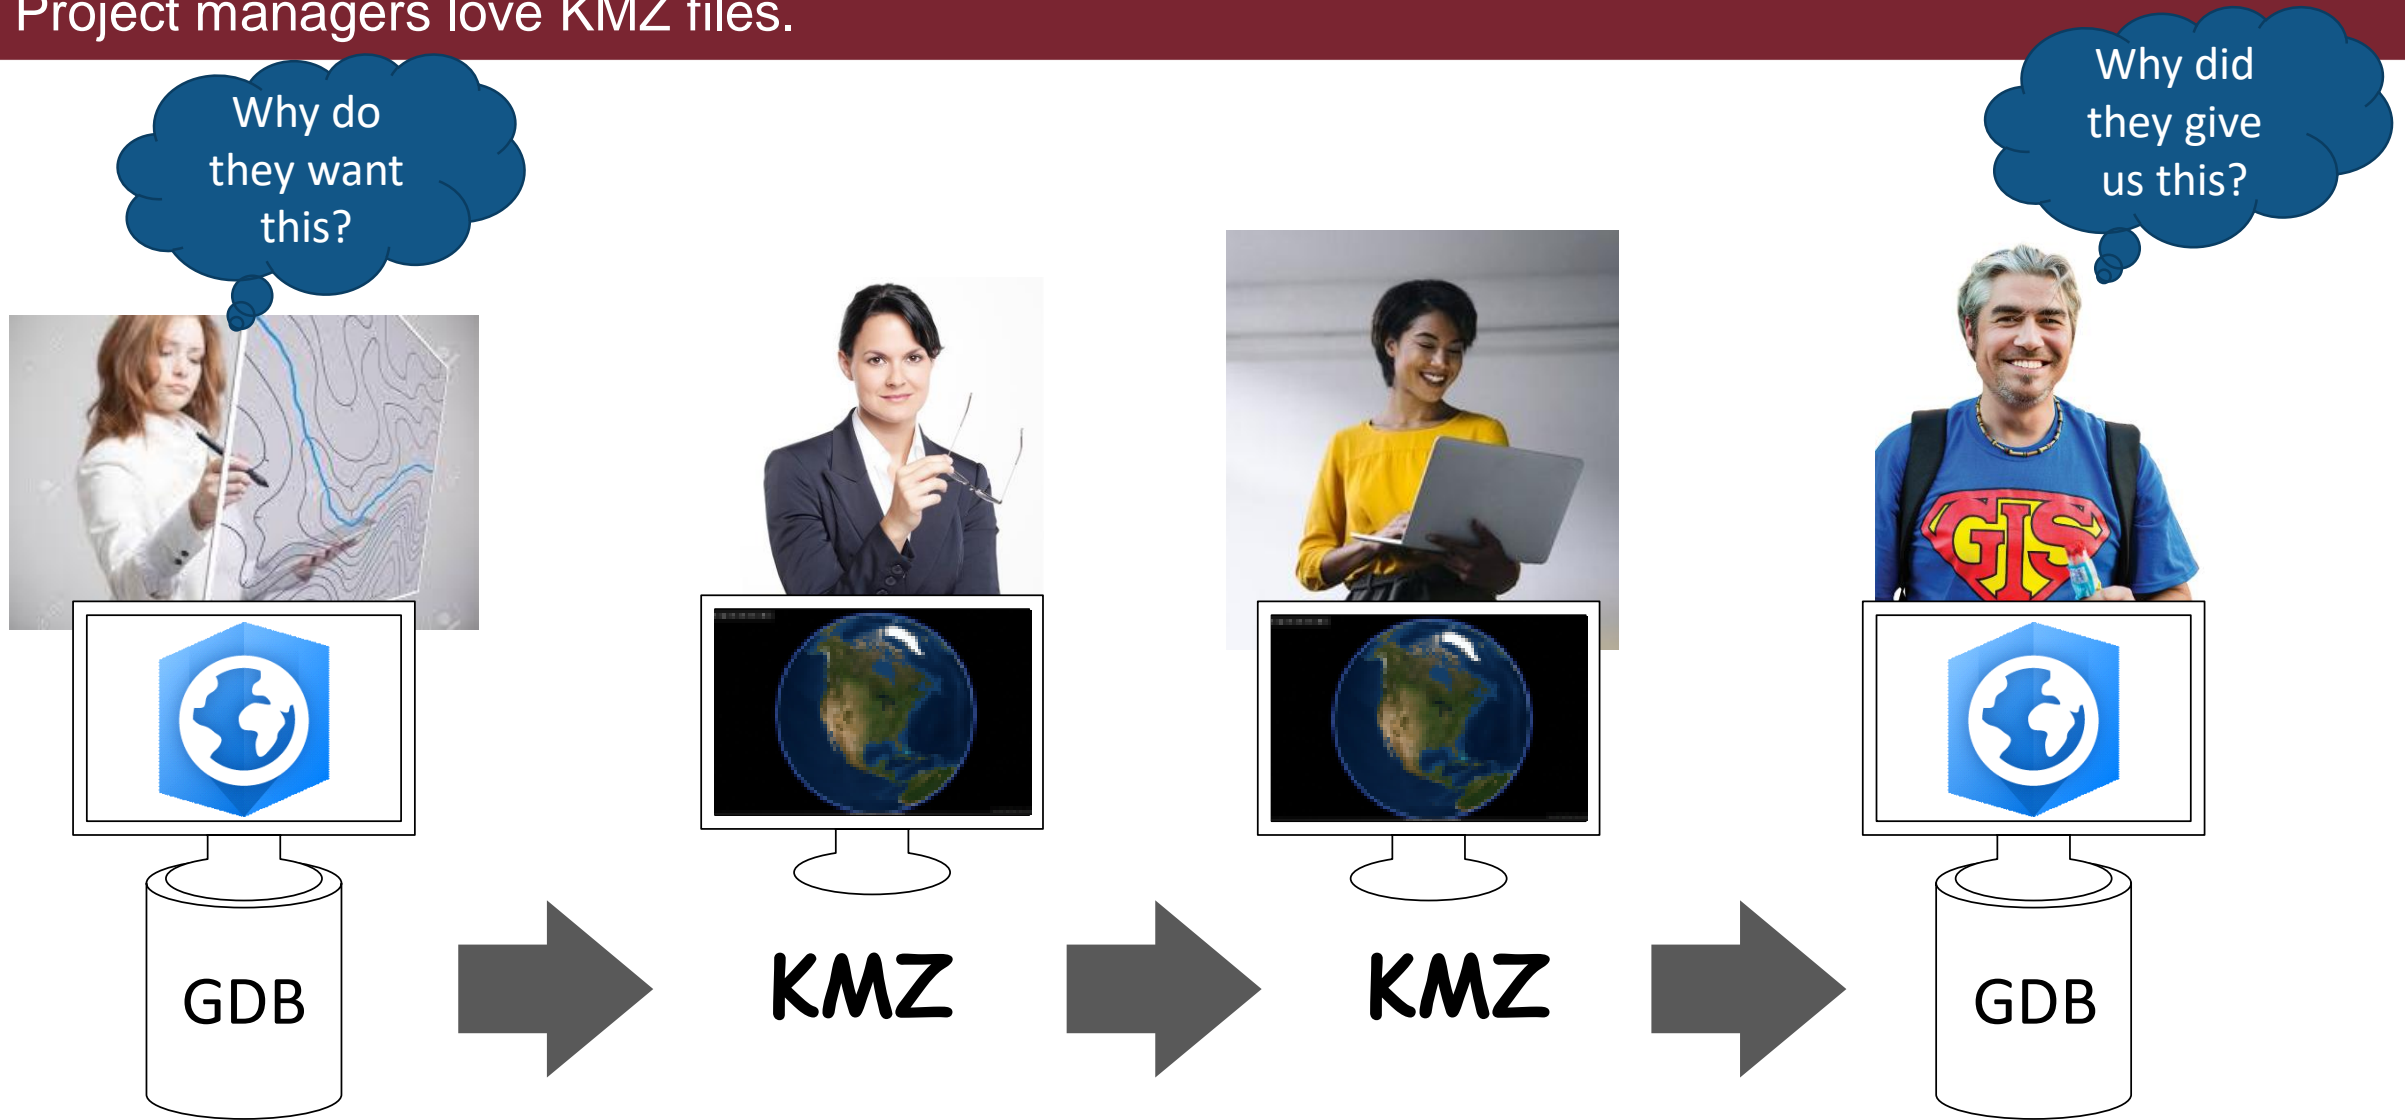 Project managers love KMZ files.
Why do
they want
this?
Why did
they give
us this?
GIS
GDB
KMZ
KMZ
GDB